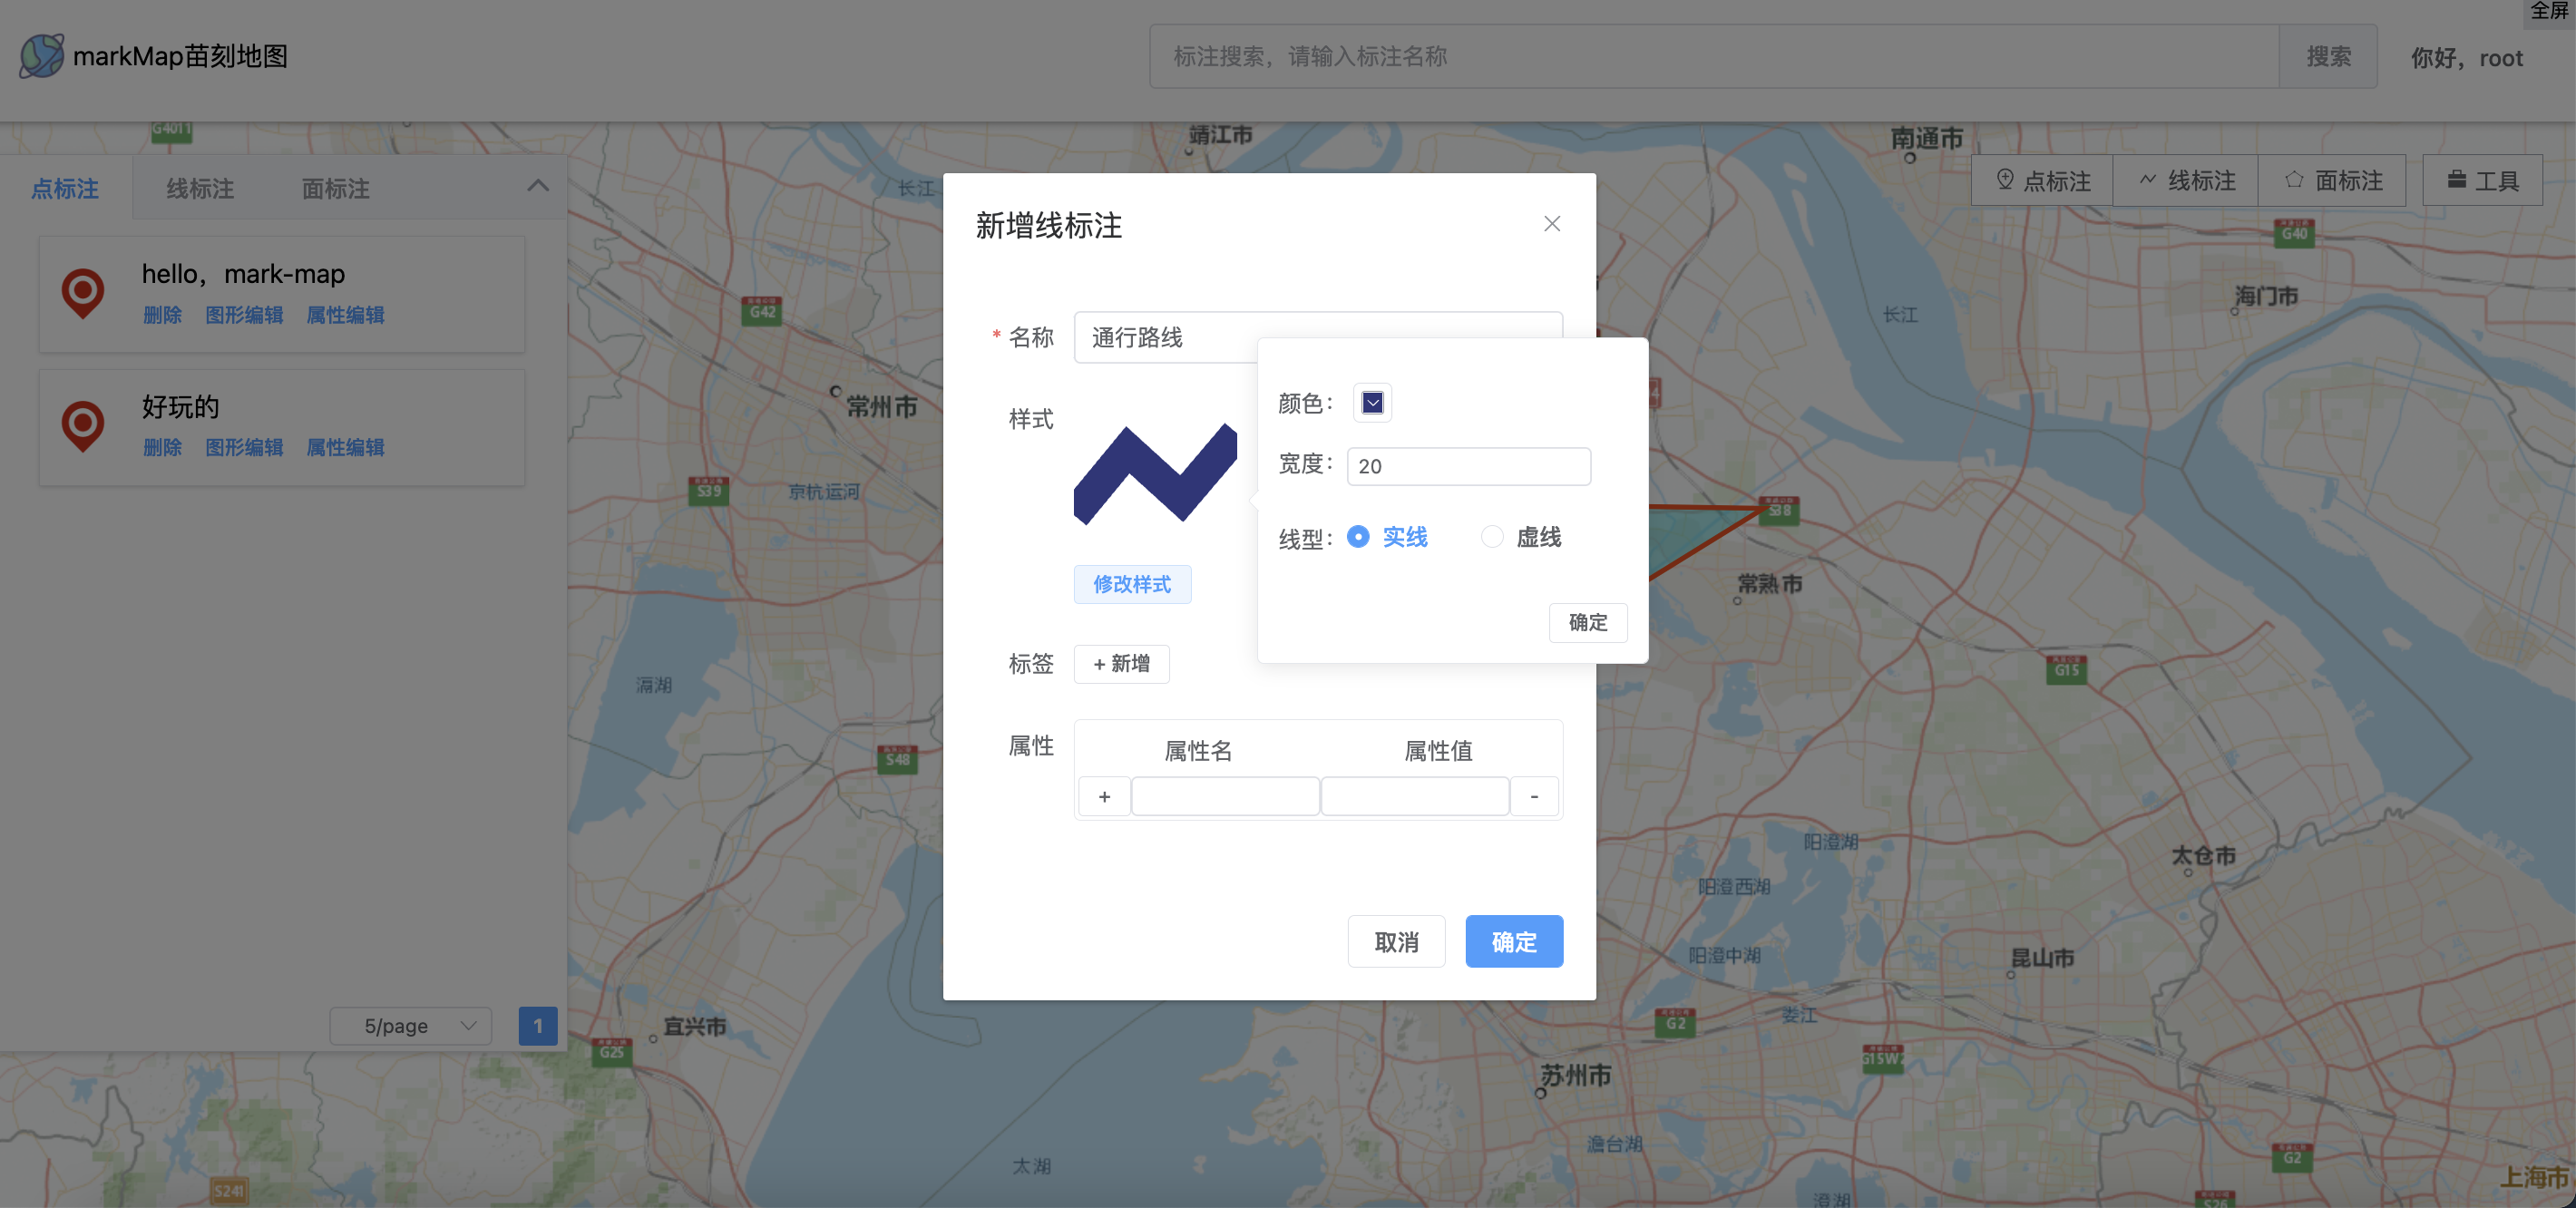 全屏
markMap苗刻地图
标注搜索，请输入标注名称
搜索
你好，root
点标注
线标注
面标注
点标注
线标注
面标注
工具
hello，mark-map
删除 图形编辑 属性编辑
好玩的
删除 图形编辑 属性编辑
5/page
1
新增线标注
* 名称
通行路线
样式
修改样式
颜色：
宽度：
20
线型：
实线
虚线
确定
标签
+ 新增
属性
属性名
属性值
+
-
取消
确定
G4011
靖江市
南通市
长江
G40
G42
海门市
长江
常州市
S39
京杭运河
S38
常熟市
G15
滆湖
S48
阳澄湖
太仓市
阳澄西湖
阳澄中湖
昆山市
宜兴市
G25
G2
娄江
G15W2
苏州市
澹台湖
太湖
G2
S241
上海市
澄湖
S26